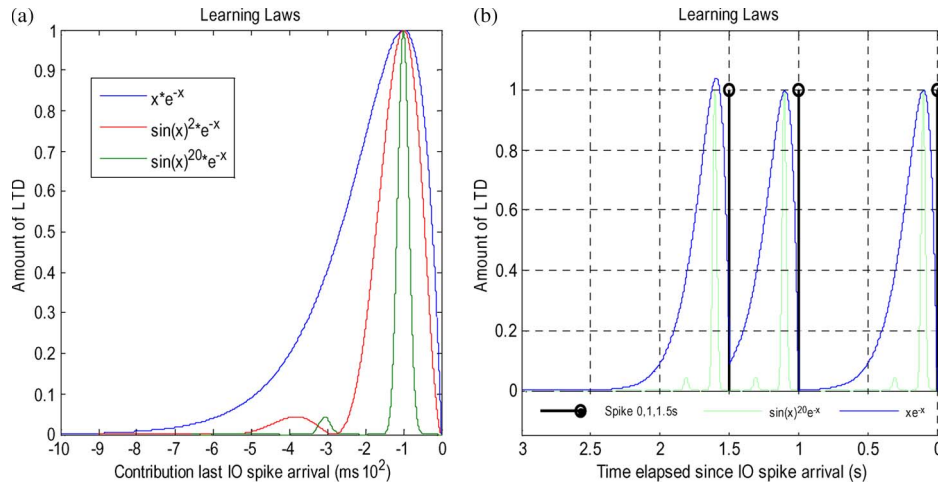 (a)
Learning Laws
Amount of LTD
1
0.9
0.8
0.7
0.6
0.5
0.4
0.3
0.2
0.1
0
x*e^-x
sin(x)^2*e^-x
sin(x)^20*e^-x
-10 -9 -8 -7 -6 -5 -4 -3 -2 -1 0
Contribution last IO spike arrival (ms 10^2)
(b)
Learning Laws
Amount of LTD
1
0.8
0.6
0.4
0.2
0
Spike 0,1,1.5s sin(x)^20e^-x xe^-x
3 2.5 2 1.5 1 0.5 0
Time elapsed since IO spike arrival (s)